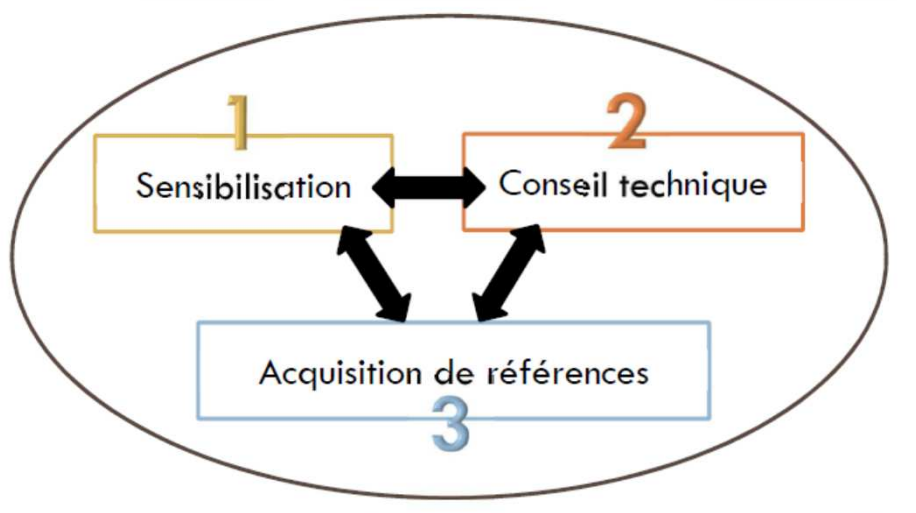 1
Sensibilisation
2
Conseil technique
Acquisition de références
3